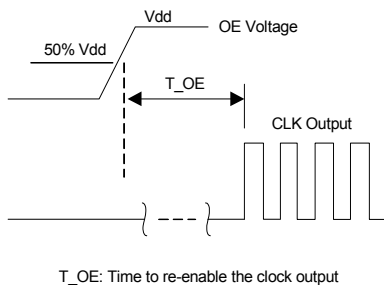 Vdd
OE Voltage
50% Vdd
T_OE
CLK Output
T_OE: Time to re-enable the clock output